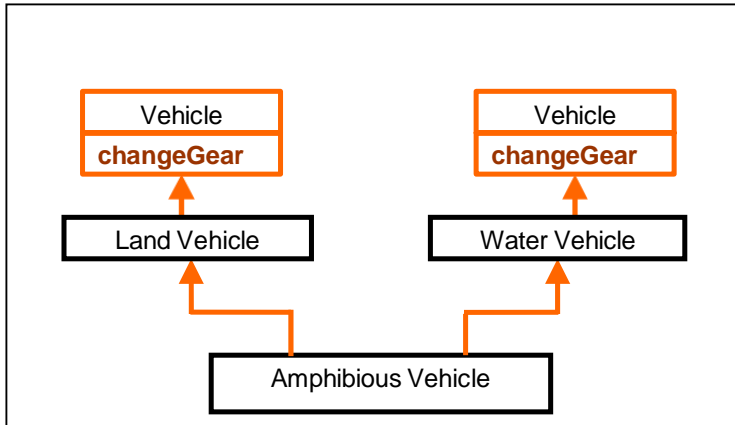 Vehicle
changeGear
Vehicle
changeGear
Land Vehicle
Water Vehicle
Amphibious Vehicle